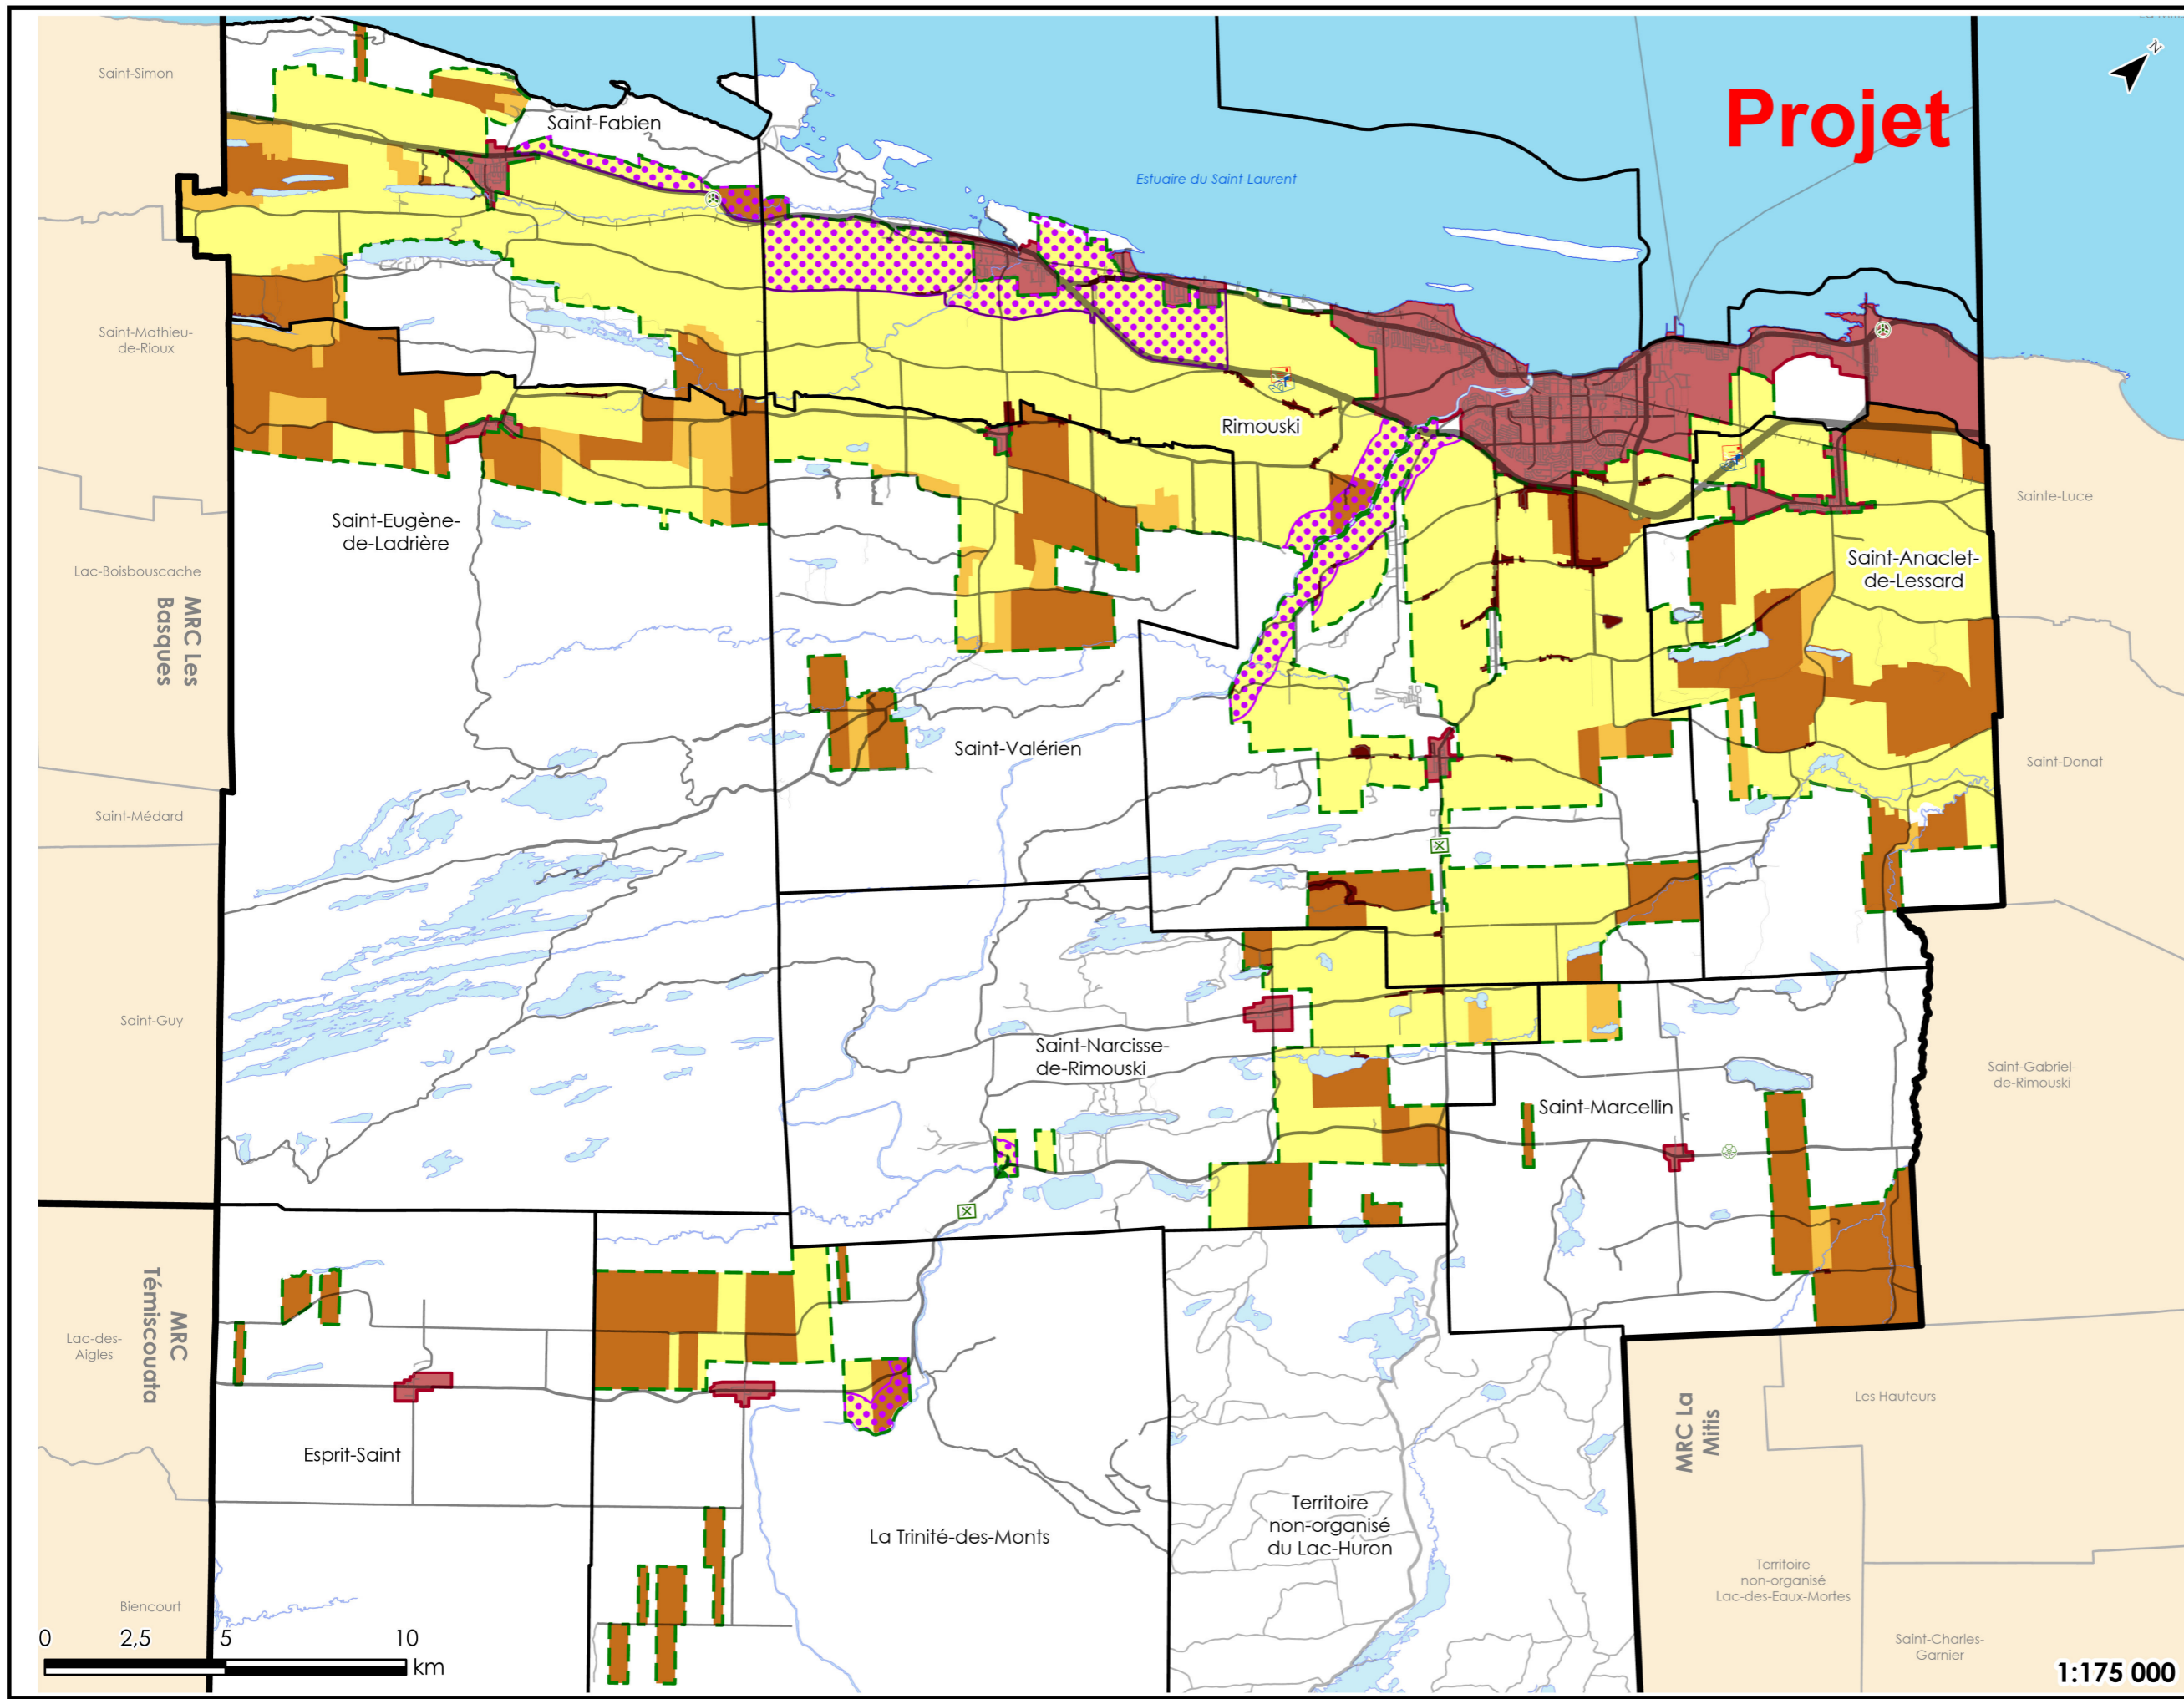 Saint-Simon
N
Projet
Saint-Fabien
Estuaire du Saint-Laurent
Saint-Mathieu-
de-Rioux
Rimouski
Sainte-Luce
Saint-Eugène-
de-Ladrière
Saint-Anaclet-
de-Lessard
Lac-Boisbouscache
MRC Les
Basques
Saint-Valérien
Saint-Donat
Saint-Médard
Saint-Guy
Saint-Narcisse-
de-Rimouski
Saint-Gabriel-
de-Rimouski
Saint-Marcellin
MRC
Témiscouata
Lac-des-
Aigles
Les Hauteurs
MRC La
Mitis
Esprit-Saint
La Trinité-des-Monts
Territoire
non-organisé
du Lac-Huron
Territoire
non-organisé
Lac-des-Eaux-Mortes
Biencourt
0 2,5 5 10
km
Saint-Charles-
Garnier
1:175 000